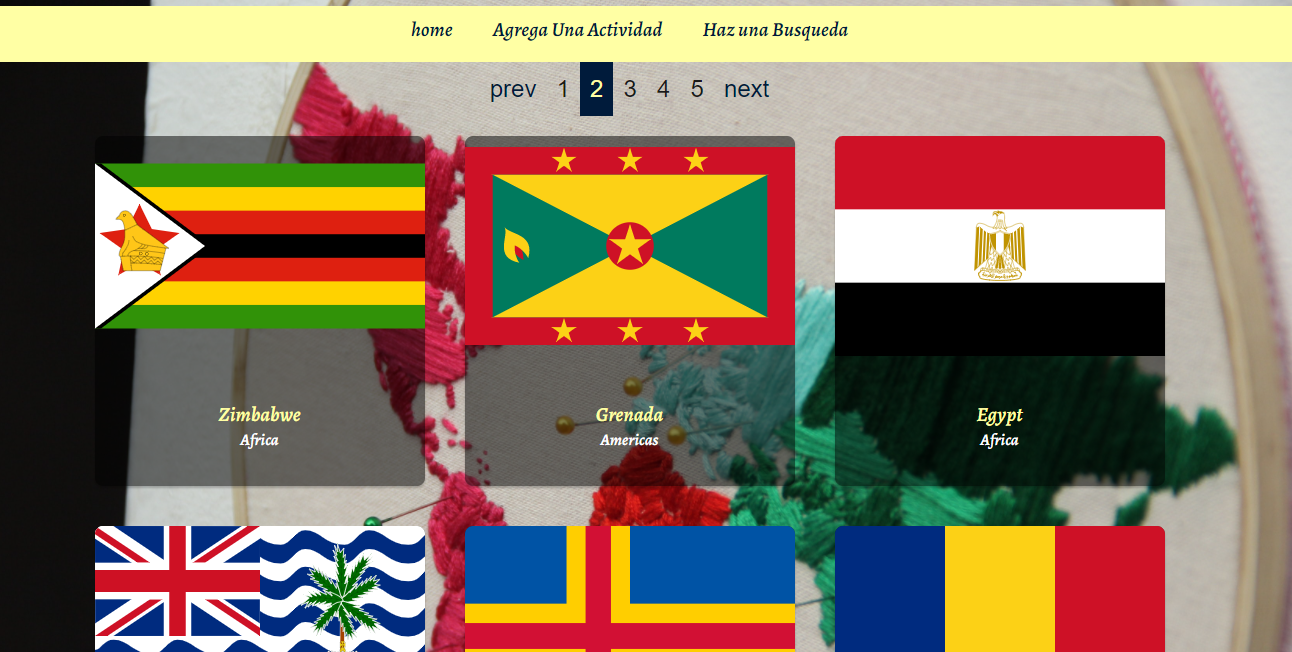 home Agrega Una Actividad Haz una Busqueda
prev 1 2 3 4 5 next
Zimbabwe Grenada Egypt
Africa Americas Africa